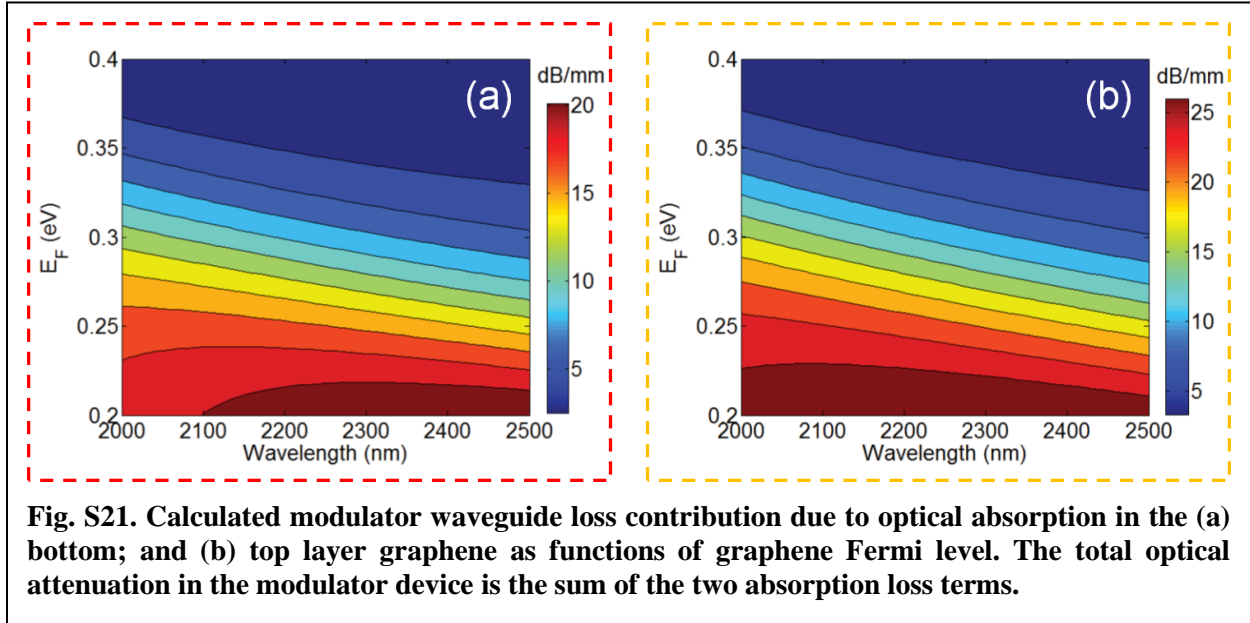 (a)
dB/mm
0.4
0.35
0.3
0.25
0.2
E_F (eV)
2000 2100 2200 2300 2400 2500
Wavelength (nm)
20
15
10
5
(b)
dB/mm
0.4
0.35
0.3
0.25
0.2
E_F (eV)
2000 2100 2200 2300 2400 2500
Wavelength (nm)
25
20
15
10
5
Fig. S21. Calculated modulator waveguide loss contribution due to optical absorption in the (a)
bottom; and (b) top layer graphene as functions of graphene Fermi level. The total optical
attenuation in the modulator device is the sum of the two absorption loss terms.